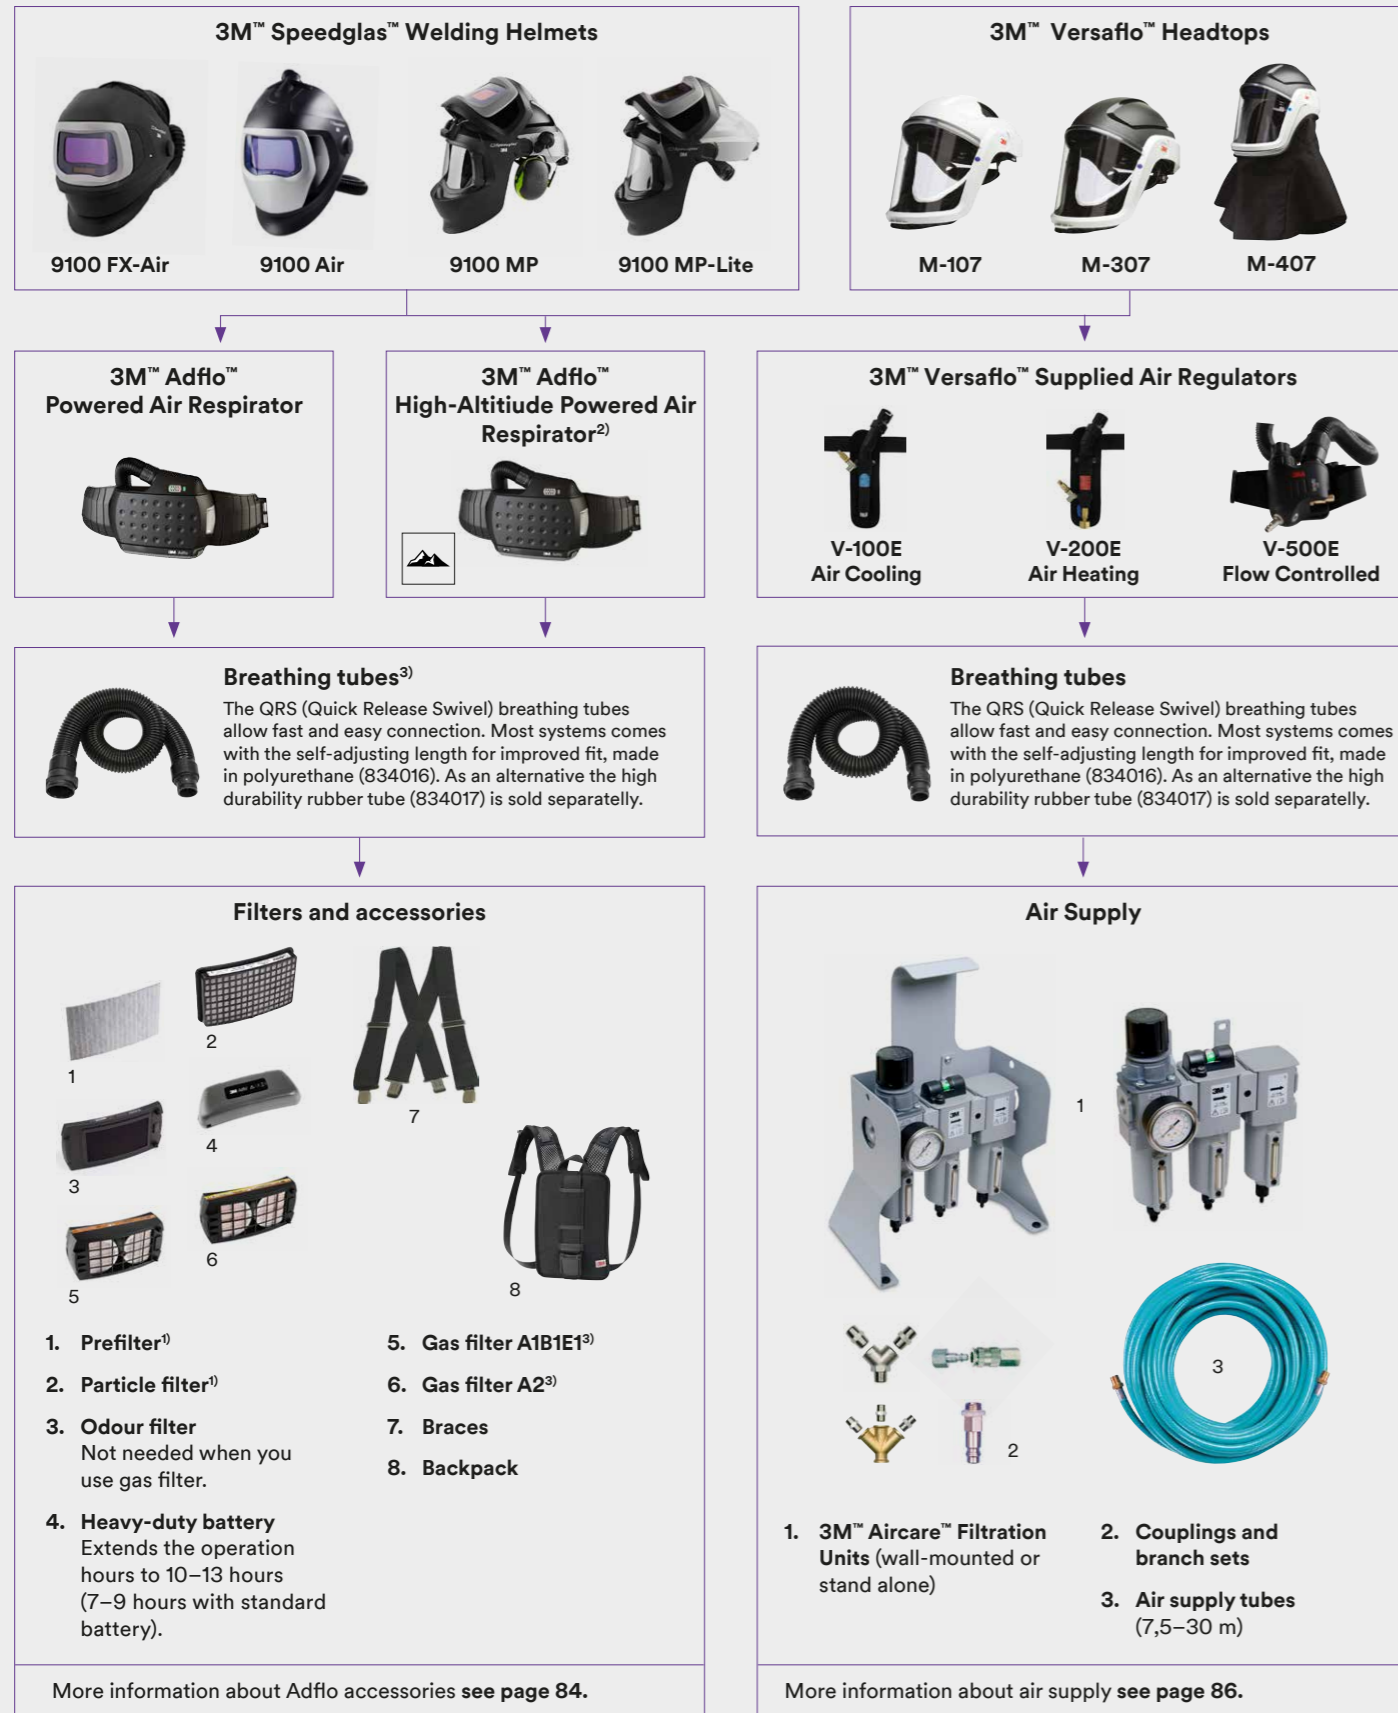 3M™ Speedglas™ Welding Helmets
9100 FX-Air
9100 Air
9100 MP
9100 MP-Lite
3M™ Versaflo™ Headtops
M-107
M-307
M-407
3M™ Adflo™
Powered Air Respirator
3M™ Adflo™
High-Altitiude Powered Air
Respirator2)
3M™ Versaflo™ Supplied Air Regulators
V-100E
Air Cooling
V-200E
Air Heating
V-500E
Flow Controlled
Breathing tubes3)
The QRS (Quick Release Swivel) breathing tubes
allow fast and easy connection. Most systems comes
with the self-adjusting length for improved fit, made
in polyurethane (834016). As an alternative the high
durability rubber tube (834017) is sold separatelly.
Breathing tubes
The QRS (Quick Release Swivel) breathing tubes
allow fast and easy connection. Most systems comes
with the self-adjusting length for improved fit, made
in polyurethane (834016). As an alternative the high
durability rubber tube (834017) is sold separatelly.
Filters and accessories
1
2
3
4
5
6
7
8
1. Prefilter1)
2. Particle filter1)
3. Odour filter
Not needed when you
use gas filter.
4. Heavy-duty battery
Extends the operation
hours to 10–13 hours
(7–9 hours with standard
battery).
5. Gas filter A1B1E13)
6. Gas filter A23)
7. Braces
8. Backpack
More information about Adflo accessories see page 84.
Air Supply
1
2
3
1. 3M™ Aircare™ Filtration
Units (wall-mounted or
stand alone)
2. Couplings and
branch sets
3. Air supply tubes
(7,5–30 m)
More information about air supply see page 86.